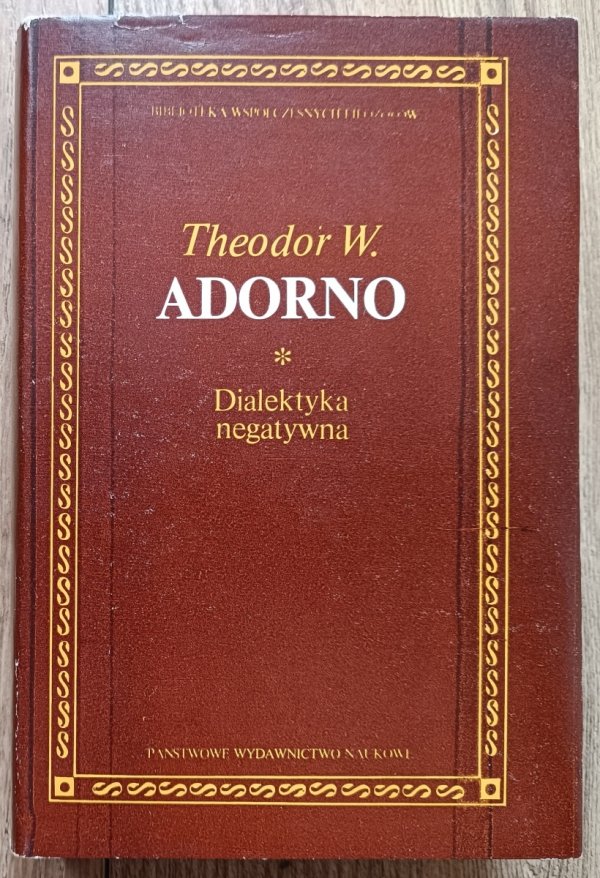 BIBLIOTEKA WSPÓŁCZESNYCH FILOZOFÓW
Theodor W.
ADORNO
*
Dialektyka
negatywna
PAŃSTWOWE WYDAWNICTWO NAUKOWE